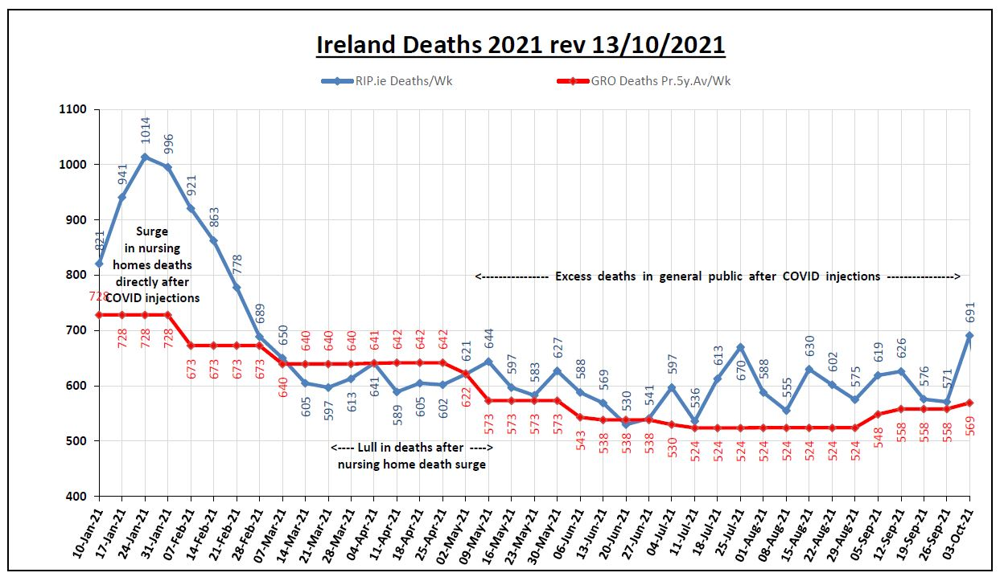 Ireland Deaths 2021 rev 13/10/2021
RIP.ie Deaths/Wk
GRO Deaths Pr.5y.Av/Wk
1100
1000
900
800
700
600
500
400
821
941
1014
996
921
863
778
689
650
605
597
613
641
589
605
602
621
644
597
583
627
588
569
530
541
597
536
613
670
588
555
630
602
575
619
626
576
571
691
728
728
728
728
673
673
673
673
640
640
640
640
641
642
642
642
622
573
573
573
573
543
538
538
538
530
524
524
524
524
524
524
524
524
548
558
558
558
569
Surge
in nursing
homes deaths
directly after
COVID injections
<---- Lull in deaths after ---->
nursing home death surge
<---------------- Excess deaths in general public after COVID injections ---------------->
10-Jan-21
17-Jan-21
24-Jan-21
31-Jan-21
07-Feb-21
14-Feb-21
21-Feb-21
28-Feb-21
07-Mar-21
14-Mar-21
21-Mar-21
28-Mar-21
04-Apr-21
11-Apr-21
18-Apr-21
25-Apr-21
02-May-21
09-May-21
16-May-21
23-May-21
30-May-21
06-Jun-21
13-Jun-21
20-Jun-21
27-Jun-21
04-Jul-21
11-Jul-21
18-Jul-21
25-Jul-21
01-Aug-21
08-Aug-21
15-Aug-21
22-Aug-21
29-Aug-21
05-Sep-21
12-Sep-21
19-Sep-21
26-Sep-21
03-Oct-21